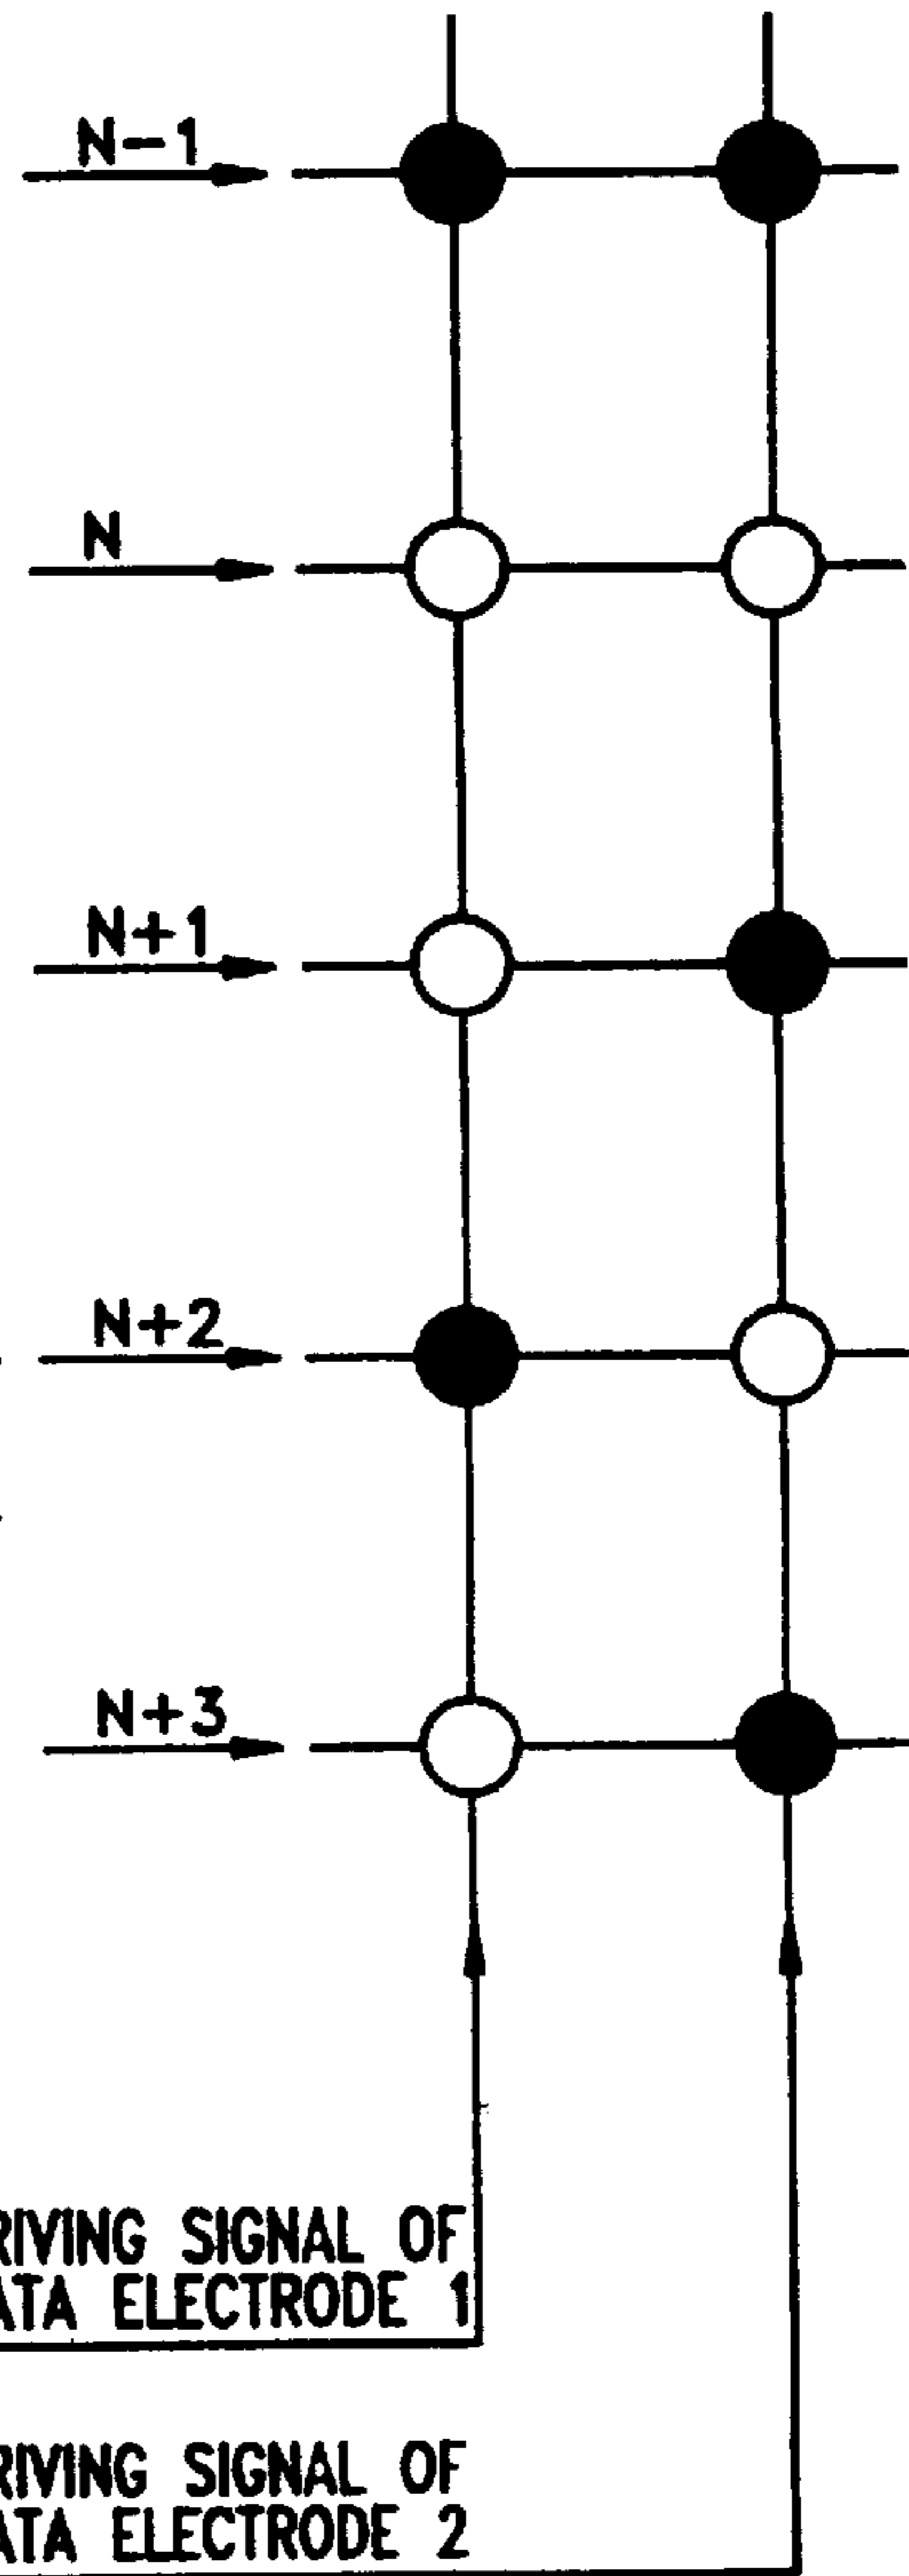 N-1
N
N+1
N+2
N+3
RIVING SIGNAL OF
ATA ELECTRODE 1
RIVING SIGNAL OF
ATA ELECTRODE 2